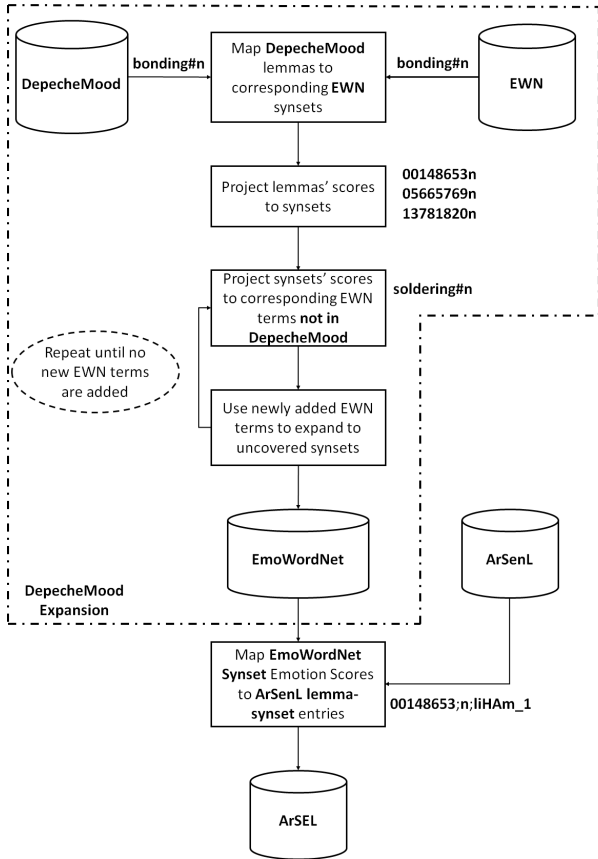 DepecheMood
bonding#n
Map DepecheMood
lemmas to
corresponding EWN
synsets
bonding#n
EWN
Project lemmas' scores
to synsets
00148653n
05665769n
13781820n
Project synsets' scores
to corresponding EWN
terms not in
DepecheMood
soldering#n
Repeat until no
new EWN terms
are added
Use newly added EWN
terms to expand to
uncovered synsets
EmoWordNet
ArSenL
DepecheMood
Expansion
Map EmoWordNet
Synset Emotion Scores
to ArSenL lemma-
synset entries
00148653;n;liHAm_1
ArSEL